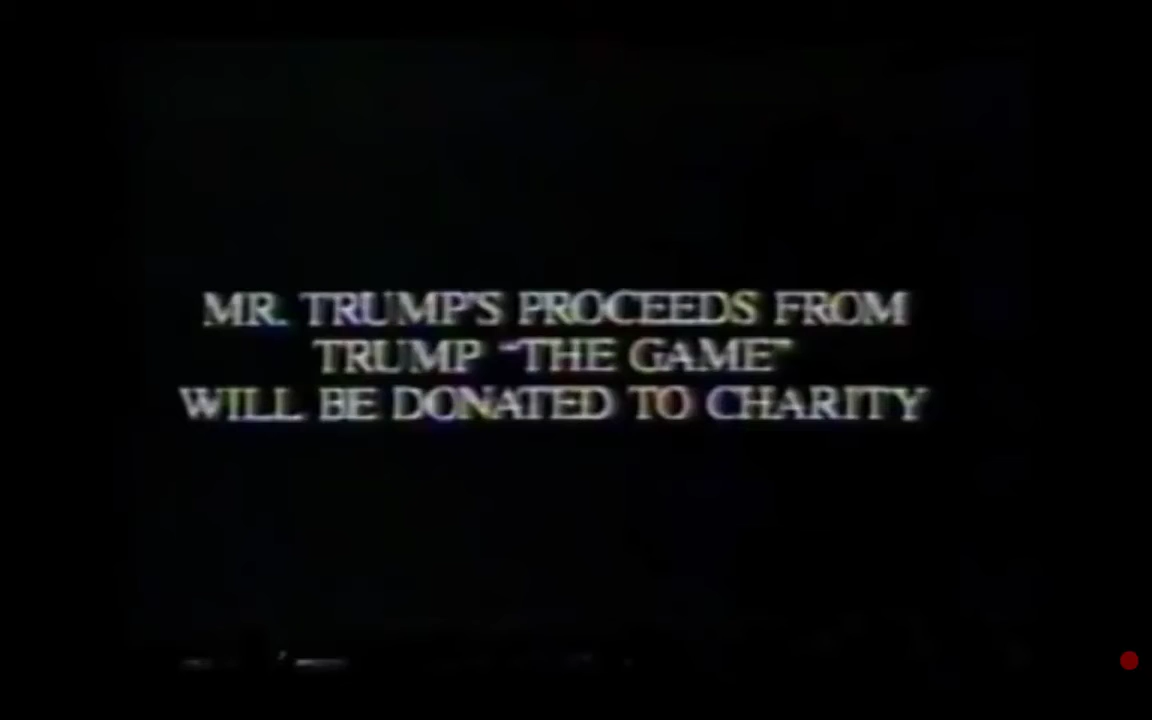 MR. TRUMP'S PROCEEDS FROM
TRUMP "THE GAME"
WILL BE DONATED TO CHARITY